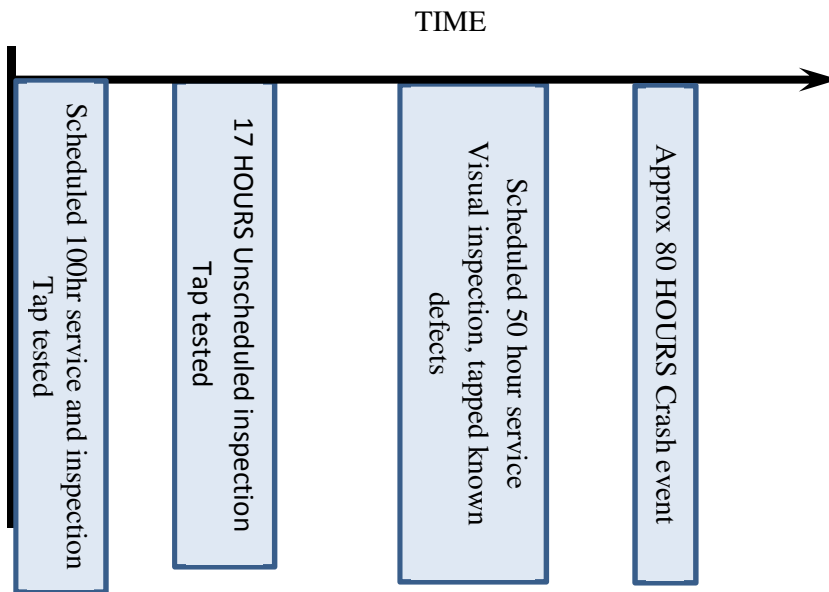 TIME
Scheduled 100hr service and inspection
Tap tested
17 HOURS Unscheduled inspection
Tap tested
Scheduled 50 hour service
Visual inspection, tapped known
defects
Approx 80 HOURS Crash event